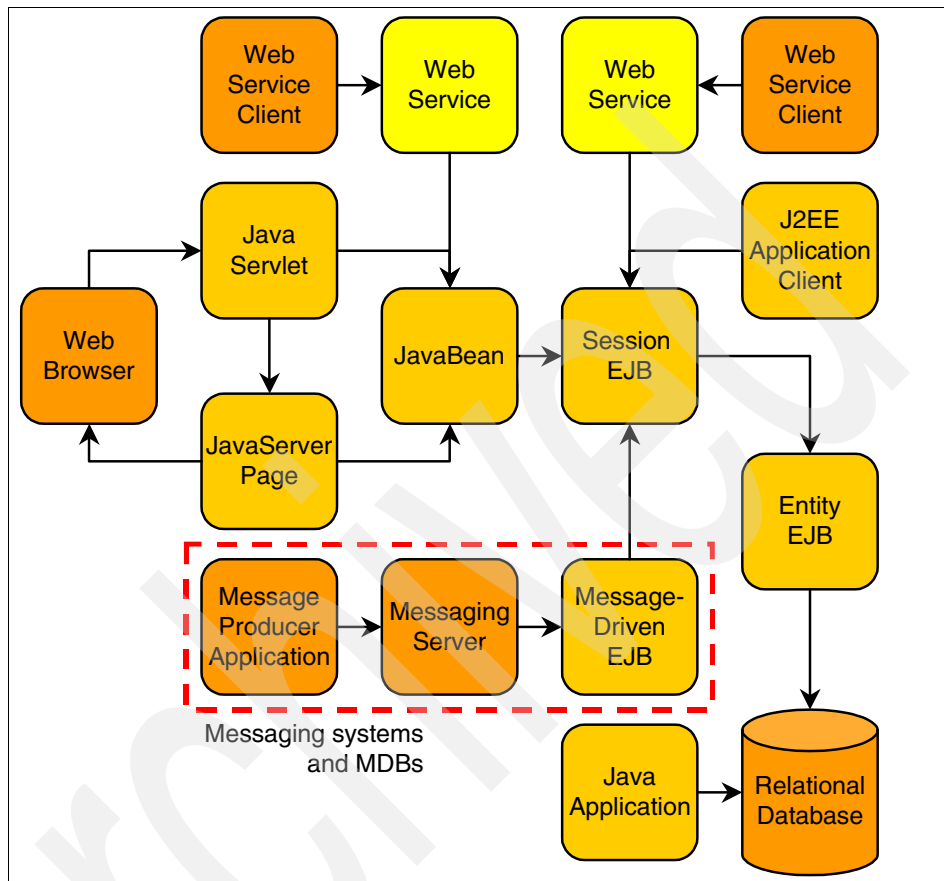 Web
Service
Client
Web
Service
Web
Service
Web
Service
Client
Java
Servlet
J2EE
Application
Client
Web
Browser
JavaBean
Session
EJB
JavaServer
Page
Entity
EJB
Message
Producer
Application
Messaging
Server
Message-
Driven
EJB
Messaging systems
and MDBs
Java
Application
Relational
Database
rchived